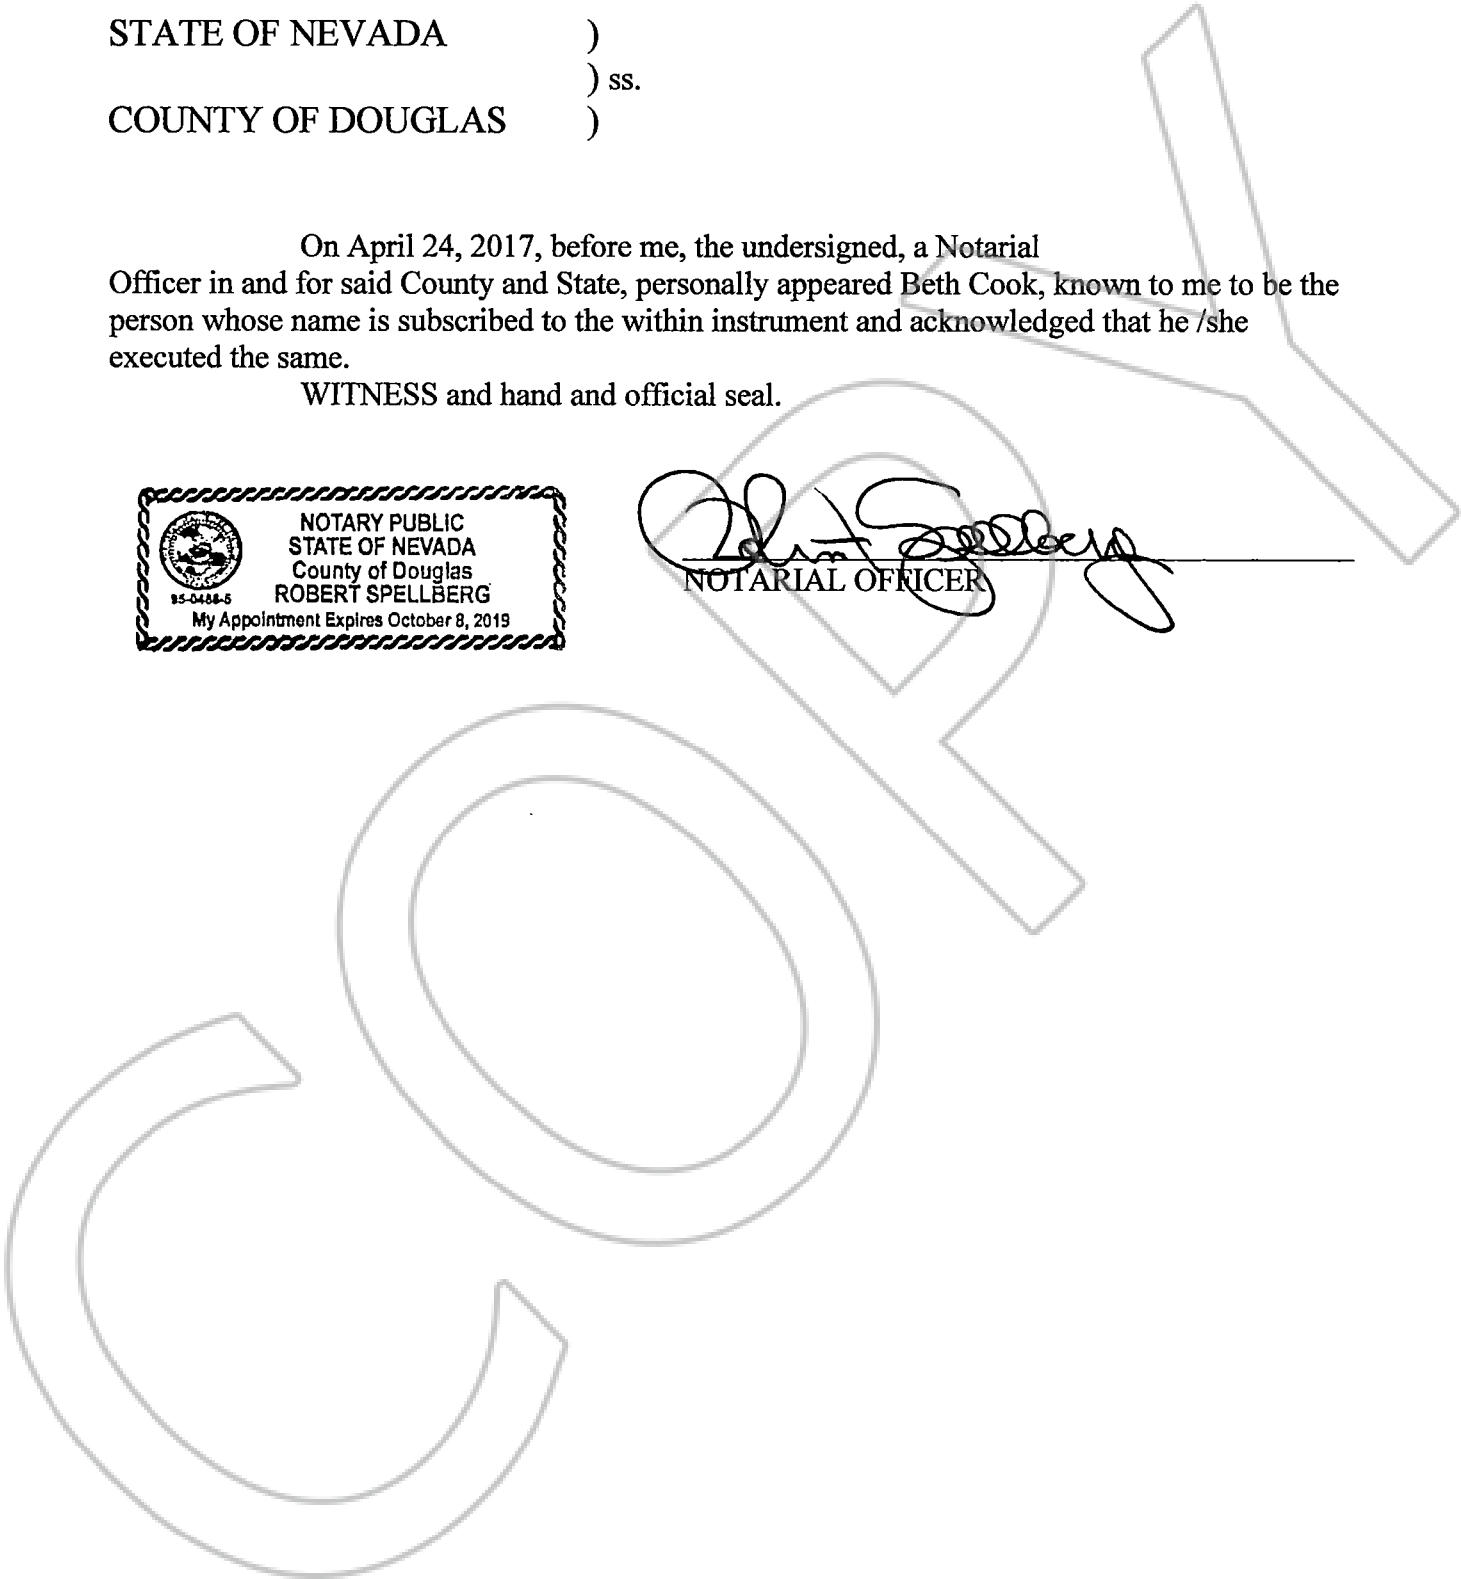 STATE OF NEVADA )
) ss.
COUNTY OF DOUGLAS )
On April 24, 2017, before me, the undersigned, a Notarial
Officer in and for said County and State, personally appeared Beth Cook, known to me to be the
person whose name is subscribed to the within instrument and acknowledged that he /she
executed the same.
WITNESS and hand and official seal.
NOTARY PUBLIC
STATE OF NEVADA
County of Douglas
ROBERT SPELLBERG
95-0488-5
My Appointment Expires October 8, 2019
Robert Spellberg
NOTARIAL OFFICER
COPY